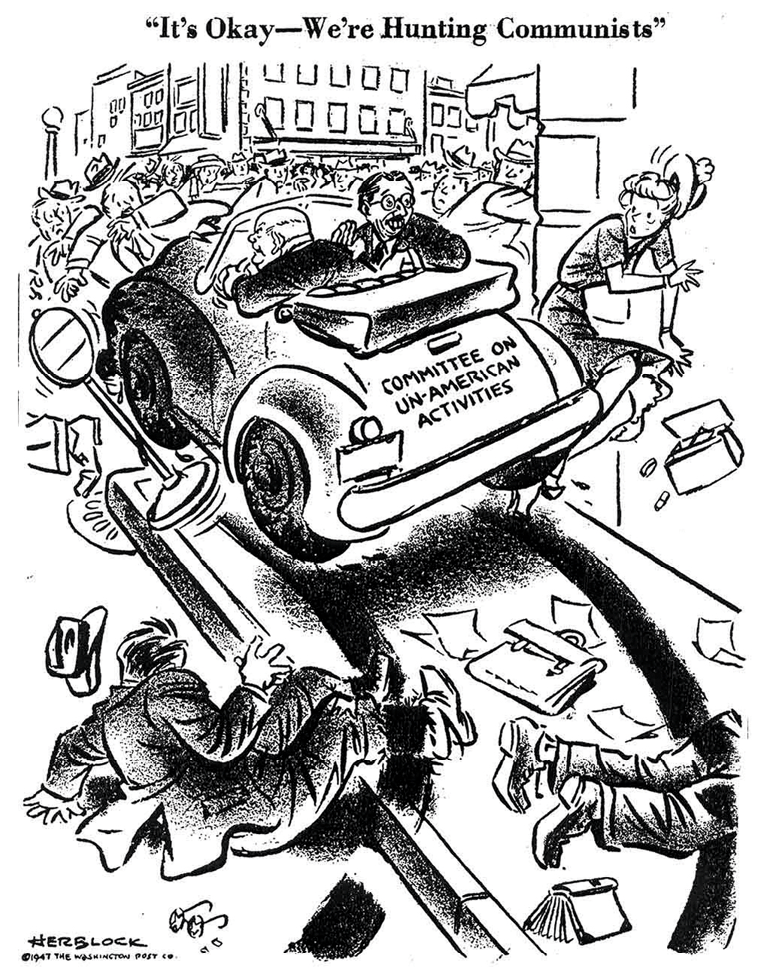 “It's Okay—We're Hunting Communists”
COMMITTEE ON
UN-AMERICAN
ACTIVITIES
HERBLOCK
©1947 THE WASHINGTON POST CO.